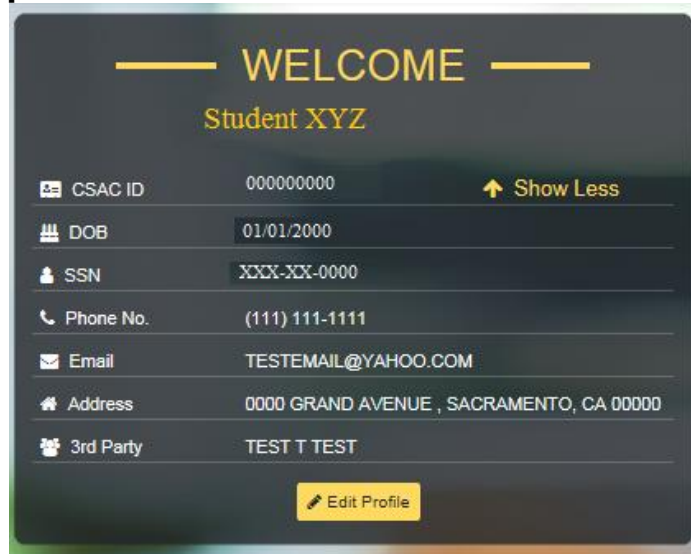 WELCOME
Student XYZ
CSAC ID 000000000 Show Less
DOB 01/01/2000
SSN XXX-XX-0000
Phone No. (111) 111-1111
Email TESTEMAIL@YAHOO.COM
Address 0000 GRAND AVENUE , SACRAMENTO, CA 00000
3rd Party TEST T TEST
Edit Profile